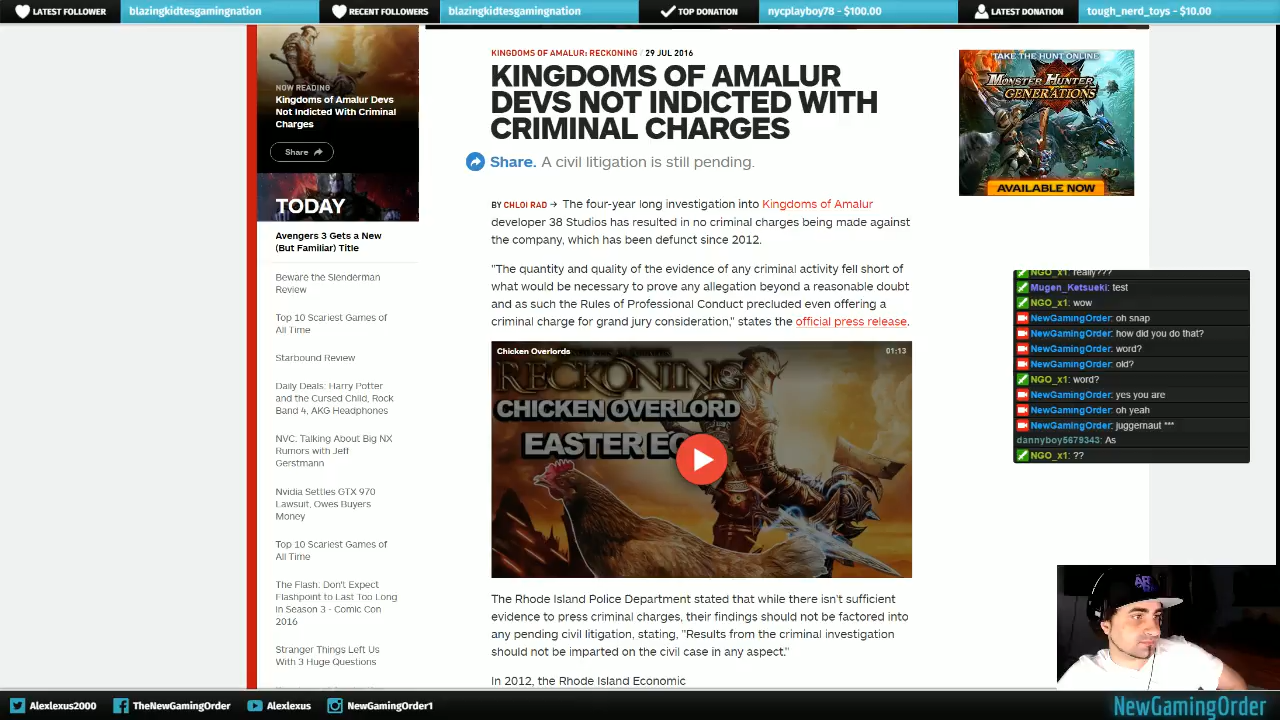 LATEST FOLLOWER
blazingkidtesgamingnation
RECENT FOLLOWERS
blazingkidtesgamingnation
TOP DONATION
nycplayboy78 - $100.00
LATEST DONATION
tough_nerd_toys - $10.00
NOW READING
Kingdoms of Amalur Devs
Not Indicted With Criminal
Charges
Share
TODAY
Avengers 3 Gets a New
(But Familiar) Title
Beware the Slenderman
Review
Top 10 Scariest Games of
All Time
Starbound Review
Daily Deals: Harry Potter
and the Cursed Child, Rock
Band 4, AKG Headphones
NVC: Talking About Big NX
Rumors with Jeff
Gerstmann
Nvidia Settles GTX 970
Lawsuit, Owes Buyers
Money
Top 10 Scariest Games of
All Time
The Flash: Don't Expect
Flashpoint to Last Too Long
in Season 3 - Comic Con
2016
Stranger Things Left Us
With 3 Huge Questions
KINGDOMS OF AMALUR: RECKONING / 29 JUL 2016
KINGDOMS OF AMALUR
DEVS NOT INDICTED WITH
CRIMINAL CHARGES
Share. A civil litigation is still pending.
BY CHLOI RAD → The four-year long investigation into Kingdoms of Amalur
developer 38 Studios has resulted in no criminal charges being made against
the company, which has been defunct since 2012.
"The quantity and quality of the evidence of any criminal activity fell short of
what would be necessary to prove any allegation beyond a reasonable doubt
and as such the Rules of Professional Conduct precluded even offering a
criminal charge for grand jury consideration," states the official press release.
Chicken Overlords
01:13
RECKONING
CHICKEN OVERLORD
EASTER
The Rhode Island Police Department stated that while there isn't sufficient
evidence to press criminal charges, their findings should not be factored into
any pending civil litigation, stating, "Results from the criminal investigation
should not be imparted on the civil case in any aspect."
In 2012, the Rhode Island Economic
TAKE THE HUNT ONLINE
MONSTER HUNTER
GENERATIONS
AVAILABLE NOW
NGO_x1: really???
Mugen_Ketsueki: test
NGO_x1: wow
NewGamingOrder: oh snap
NewGamingOrder: how did you do that?
NewGamingOrder: word?
NewGamingOrder: old?
NGO_x1: word?
NewGamingOrder: yes you are
NewGamingOrder: oh yeah
NewGamingOrder: juggernaut ***
dannyboy5679343: As
NGO_x1: ??
Alexlexus2000
TheNewGamingOrder
Alexlexus
NewGamingOrder1
NewGamingOrder